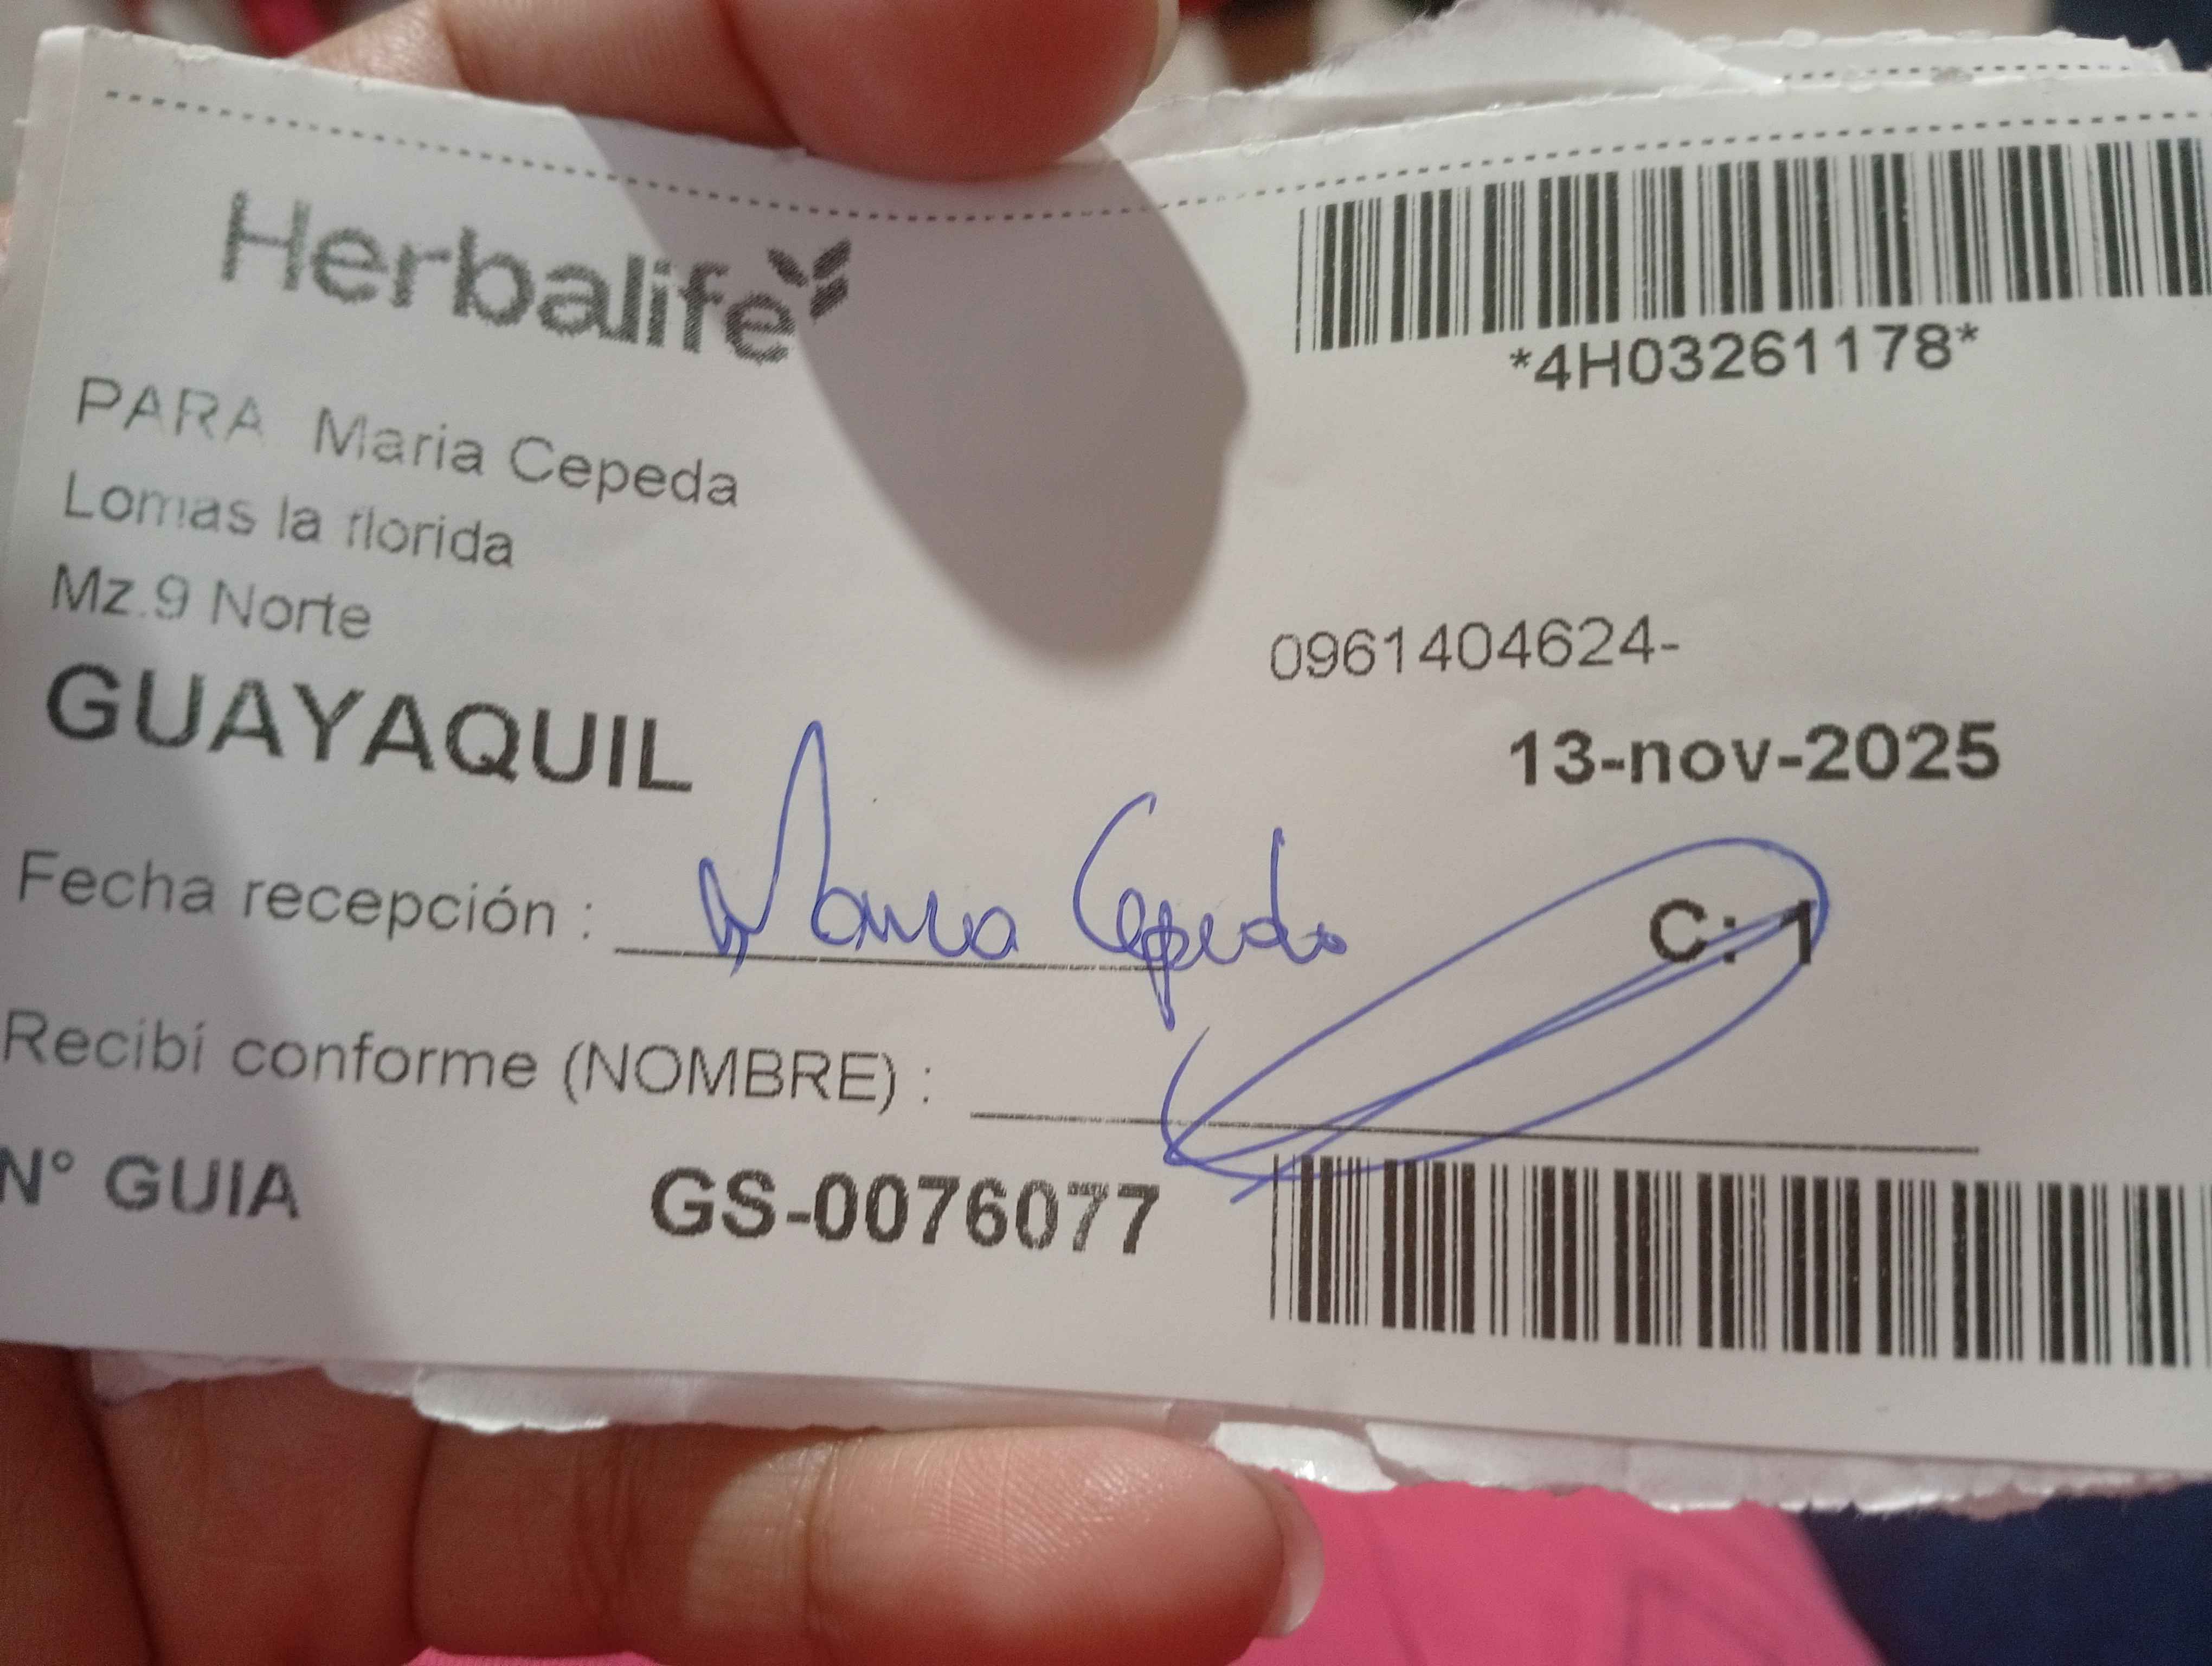 Herbalife
*4H03261178*
PARA Maria Cepeda
Lomas la florida
Mz.9 Norte
0961404624-
GUAYAQUIL
13-nov-2025
Fecha recepción : Maria Cepeda
C: 1
Recibí conforme (NOMBRE) :
N° GUIA GS-0076077